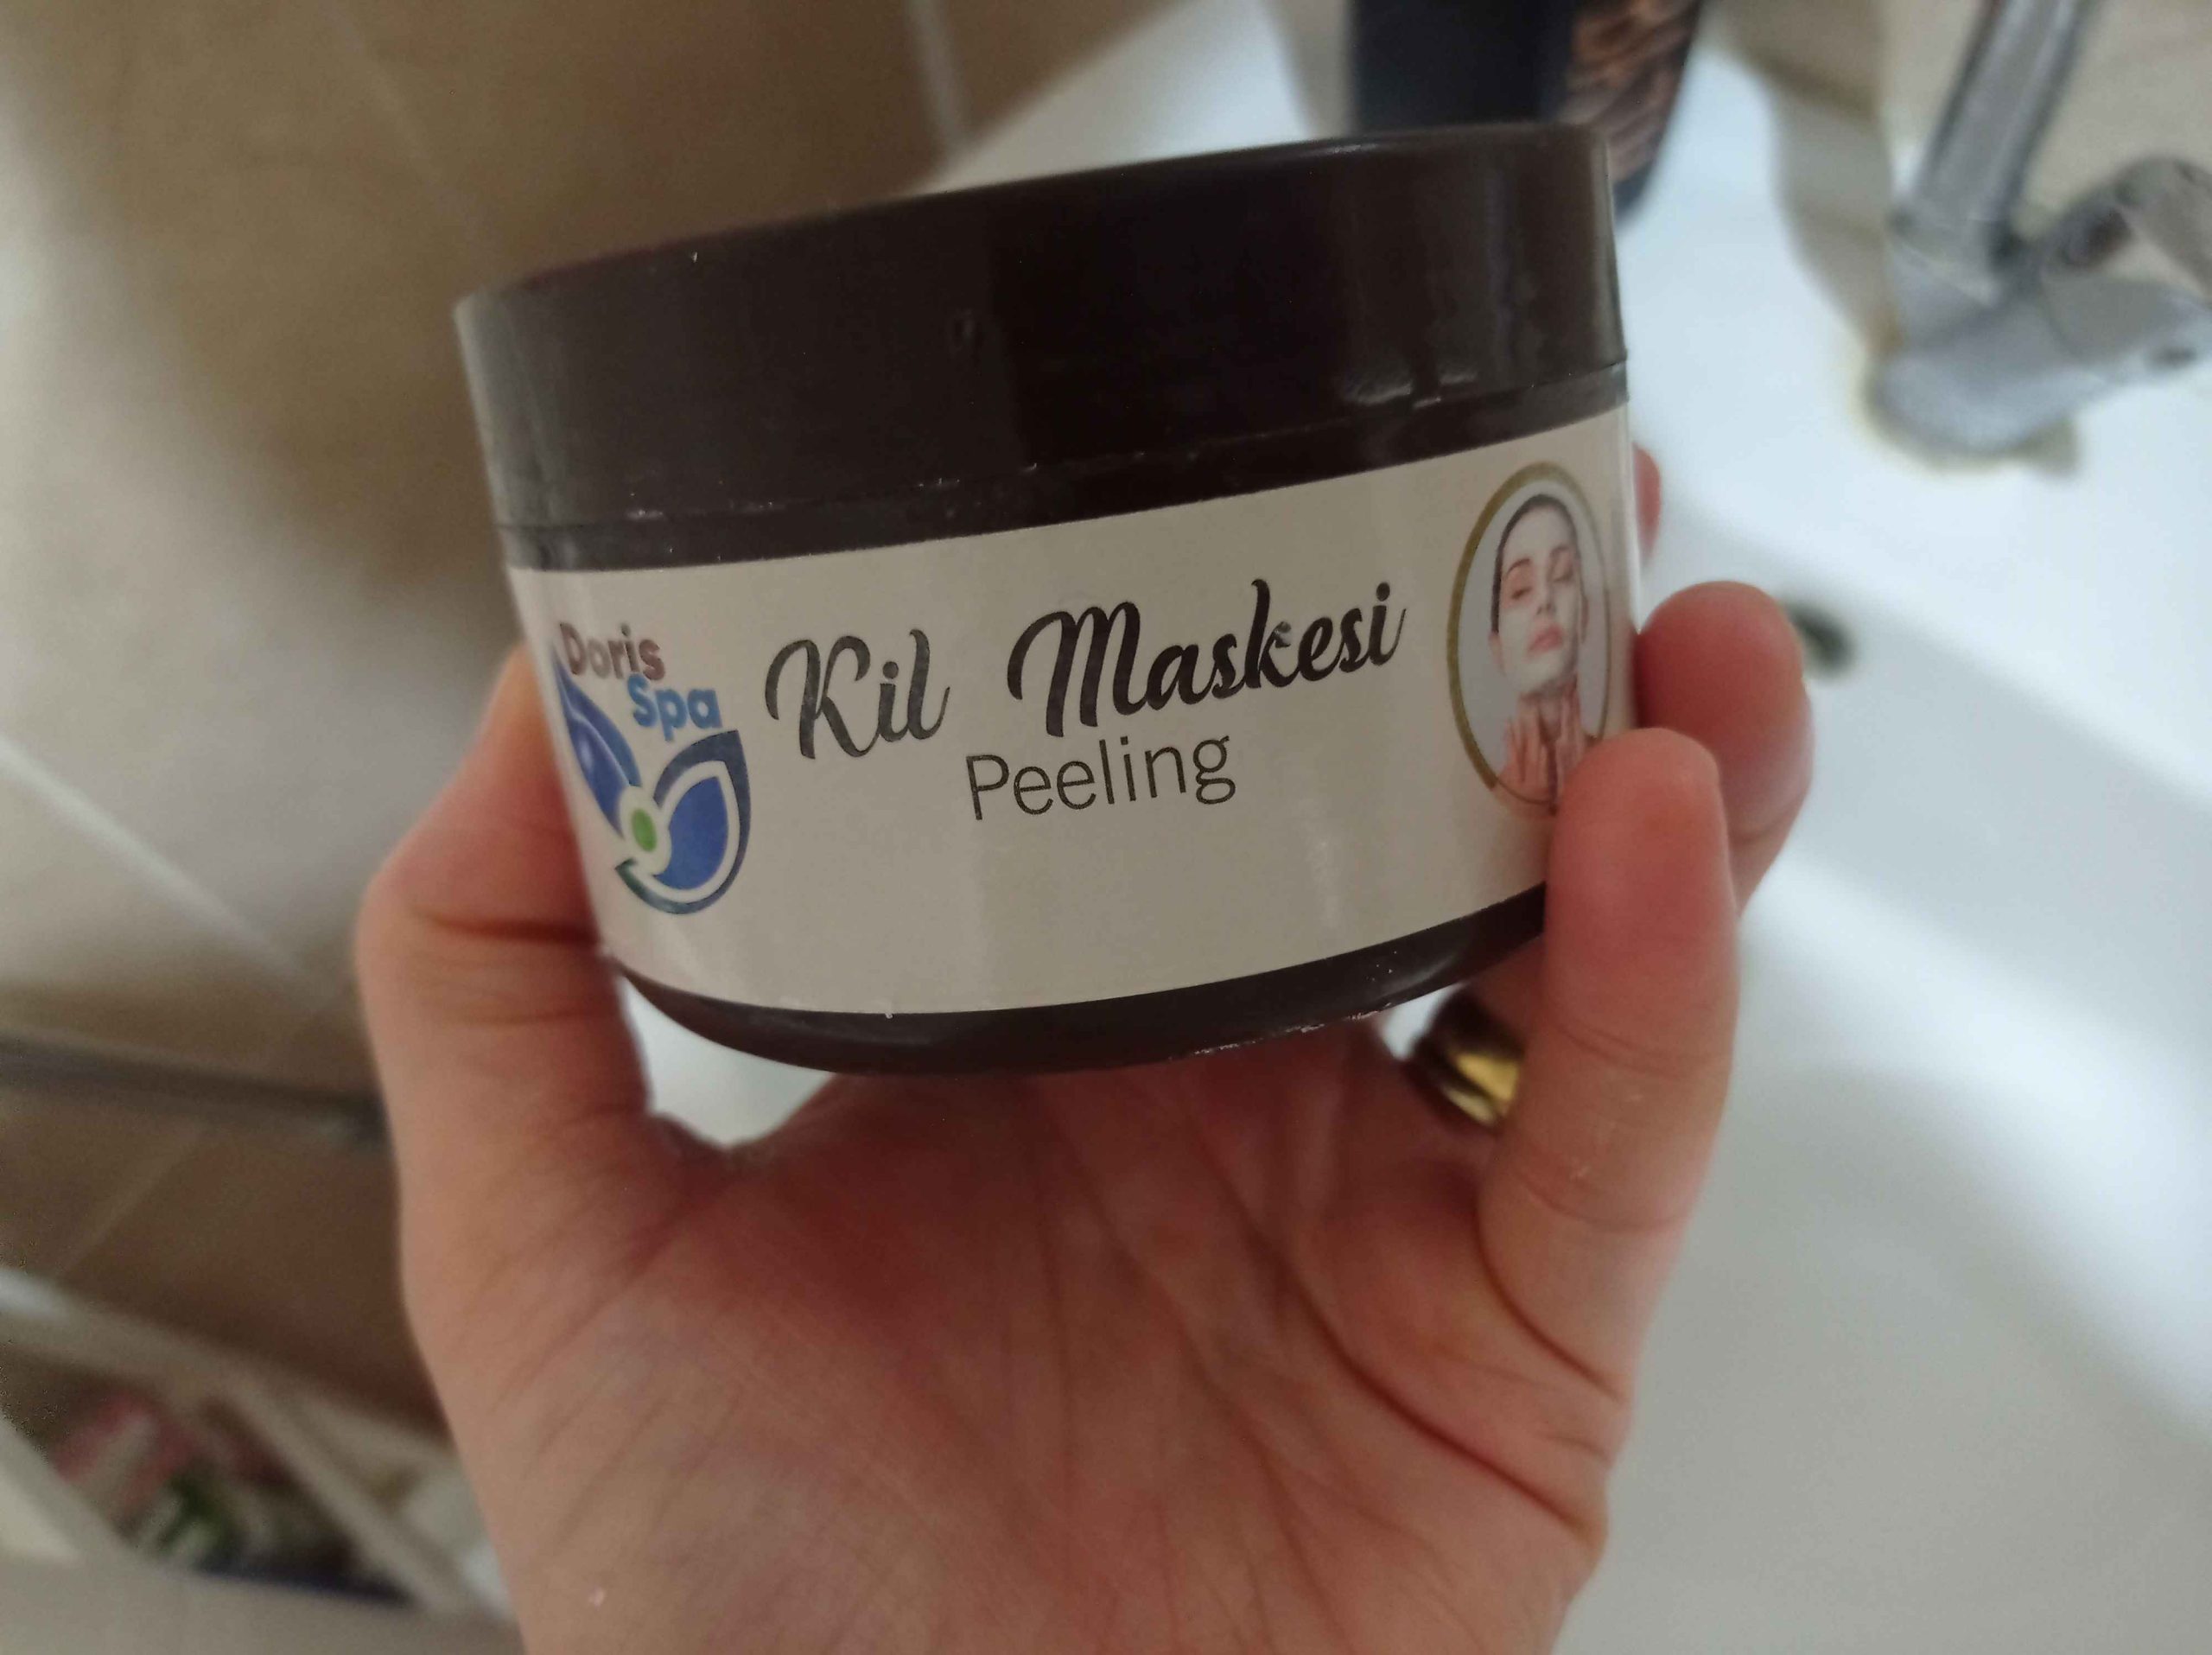 Doris
Spa
Kil Maskesi
Peeling